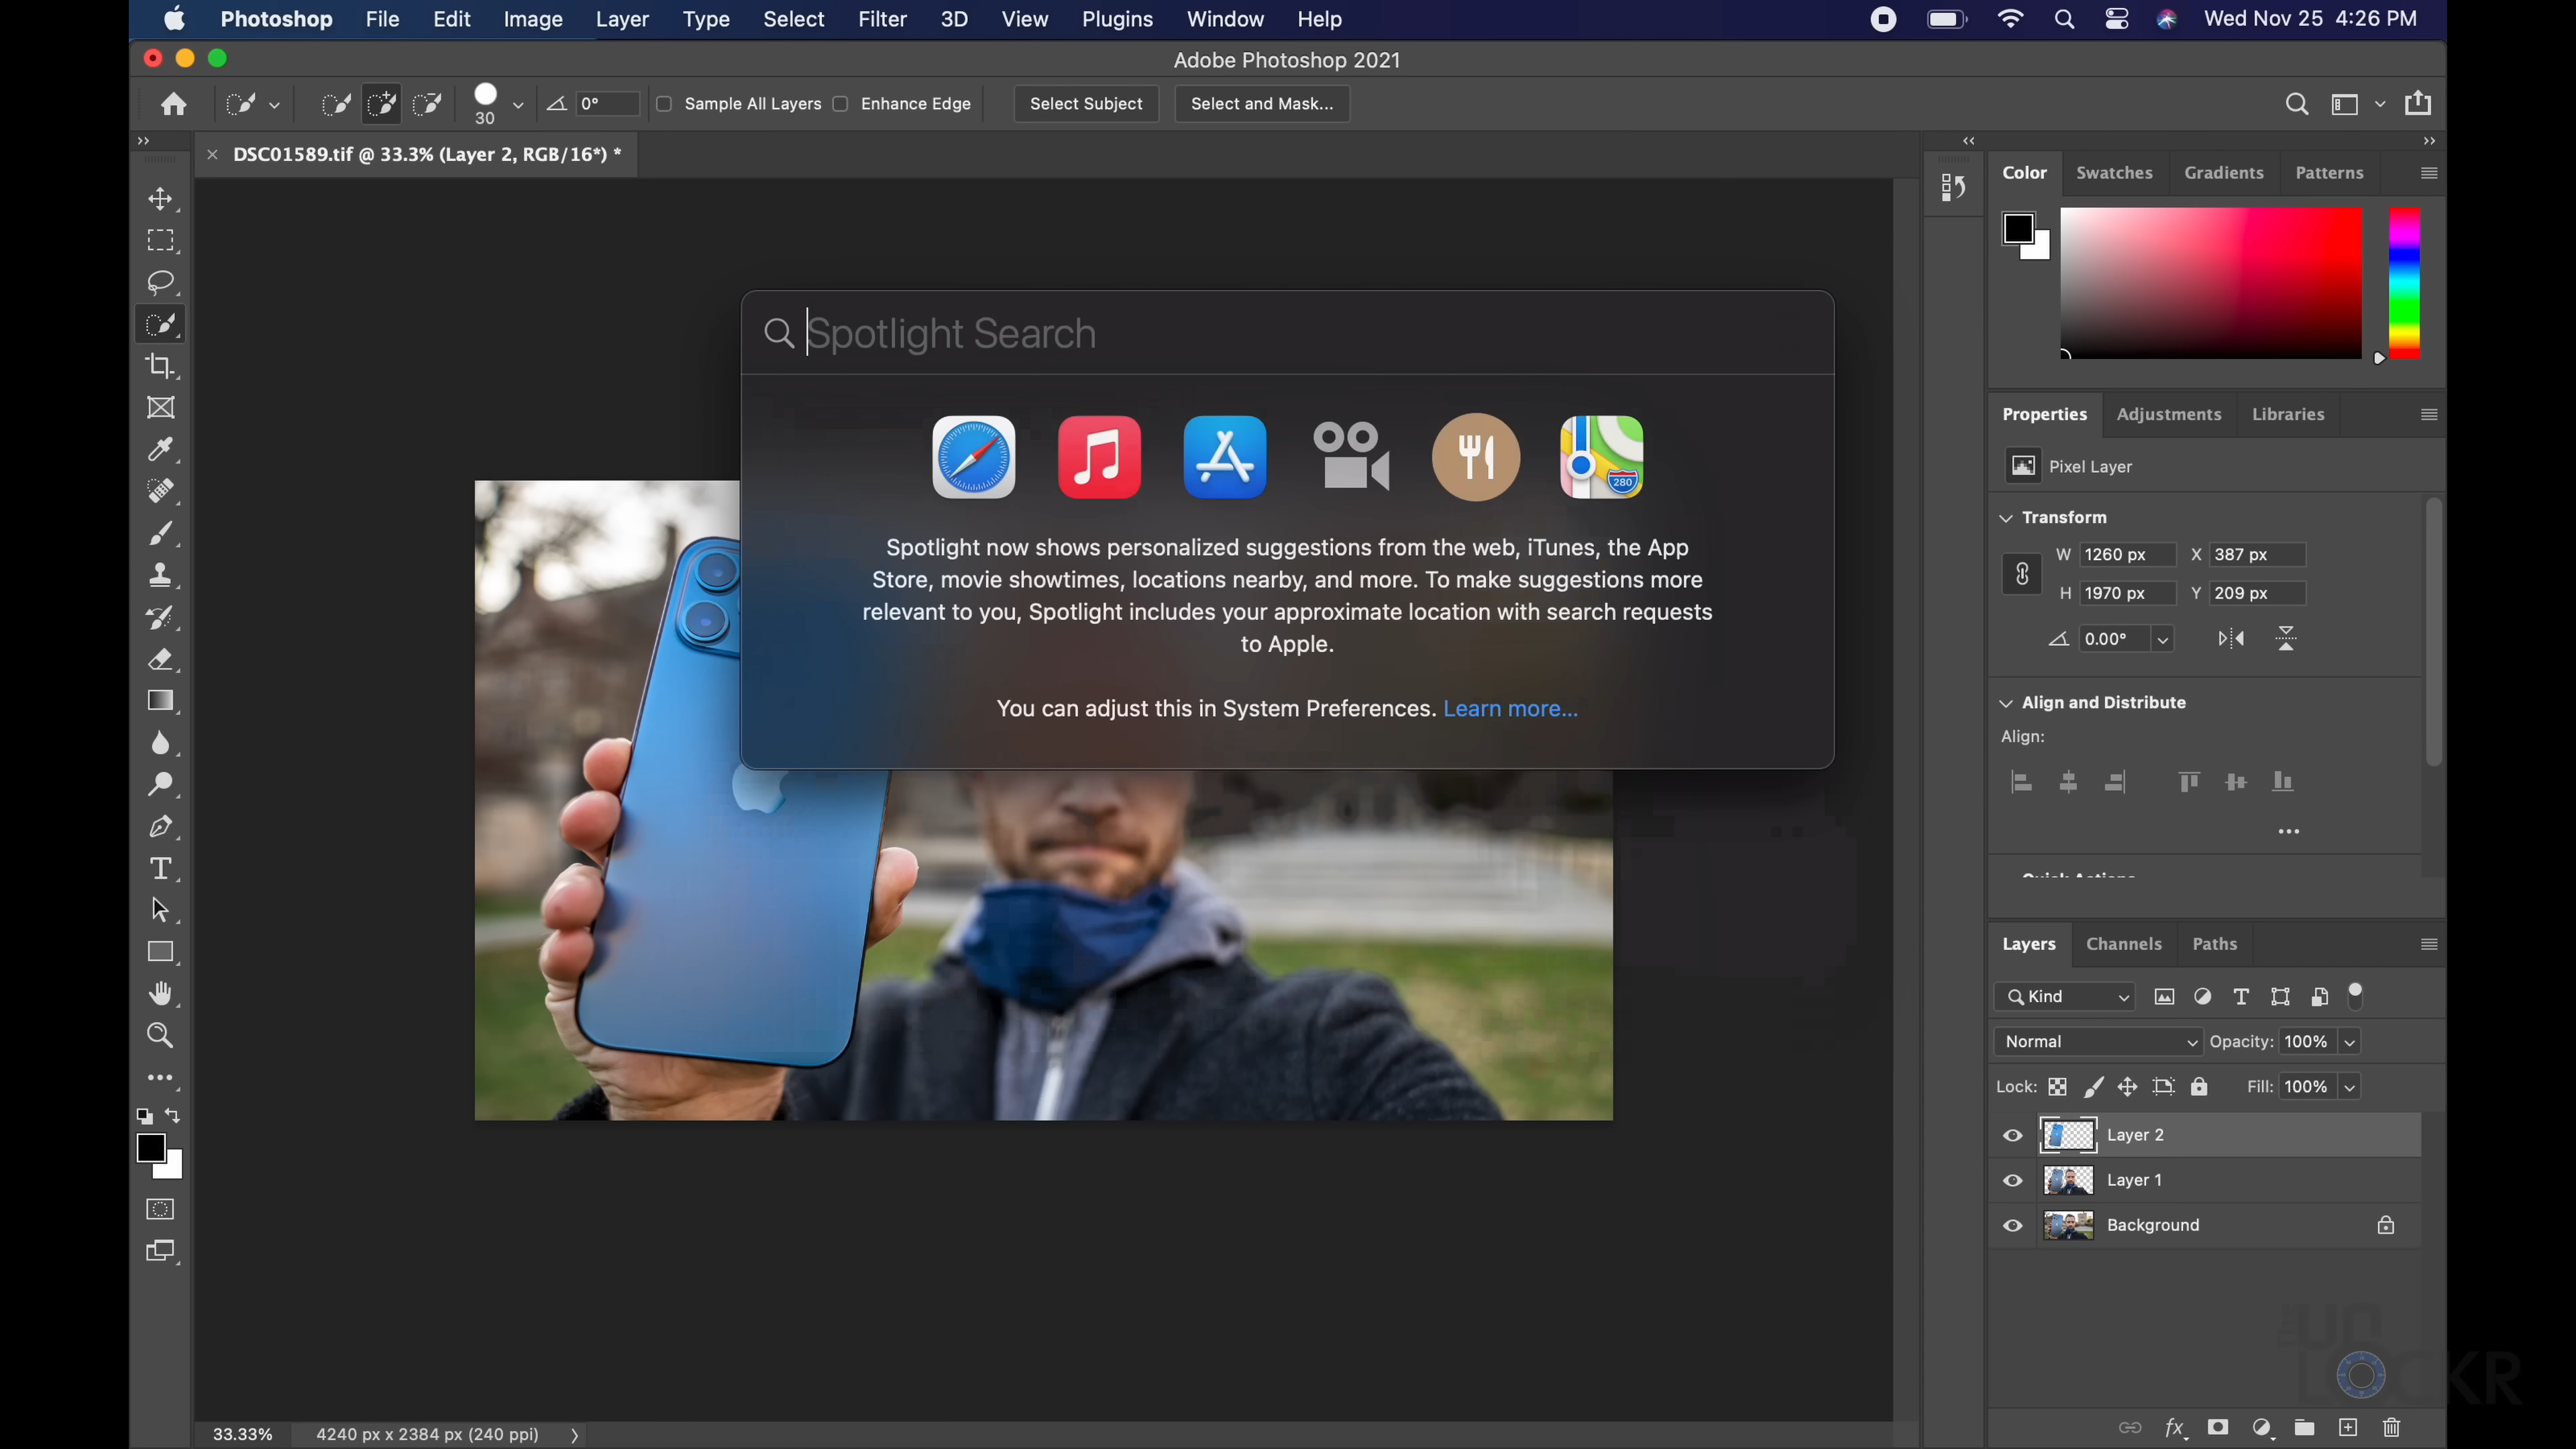 Photoshop File Edit Image Layer Type Select Filter 3D View Plugins Window Help Wed Nov 25 4:26 PM
Adobe Photoshop 2021
30 0° Sample All Layers Enhance Edge Select Subject Select and Mask...
DSC01589.tif @ 33.3% (Layer 2, RGB/16*) *
Color Swatches Gradients Patterns
Spotlight Search
280
Spotlight now shows personalized suggestions from the web, iTunes, the App
Store, movie showtimes, locations nearby, and more. To make suggestions more
relevant to you, Spotlight includes your approximate location with search requests
to Apple.
You can adjust this in System Preferences. Learn more...
Properties Adjustments Libraries
Pixel Layer
Transform
W 1260 px X 387 px
H 1970 px Y 209 px
0.00°
Align and Distribute
Align:
Quick Actions
Layers Channels Paths
Kind
Normal Opacity: 100%
Lock: Fill: 100%
Layer 2
Layer 1
Background
fx
UN
LOCKR
33.33% 4240 px x 2384 px (240 ppi)